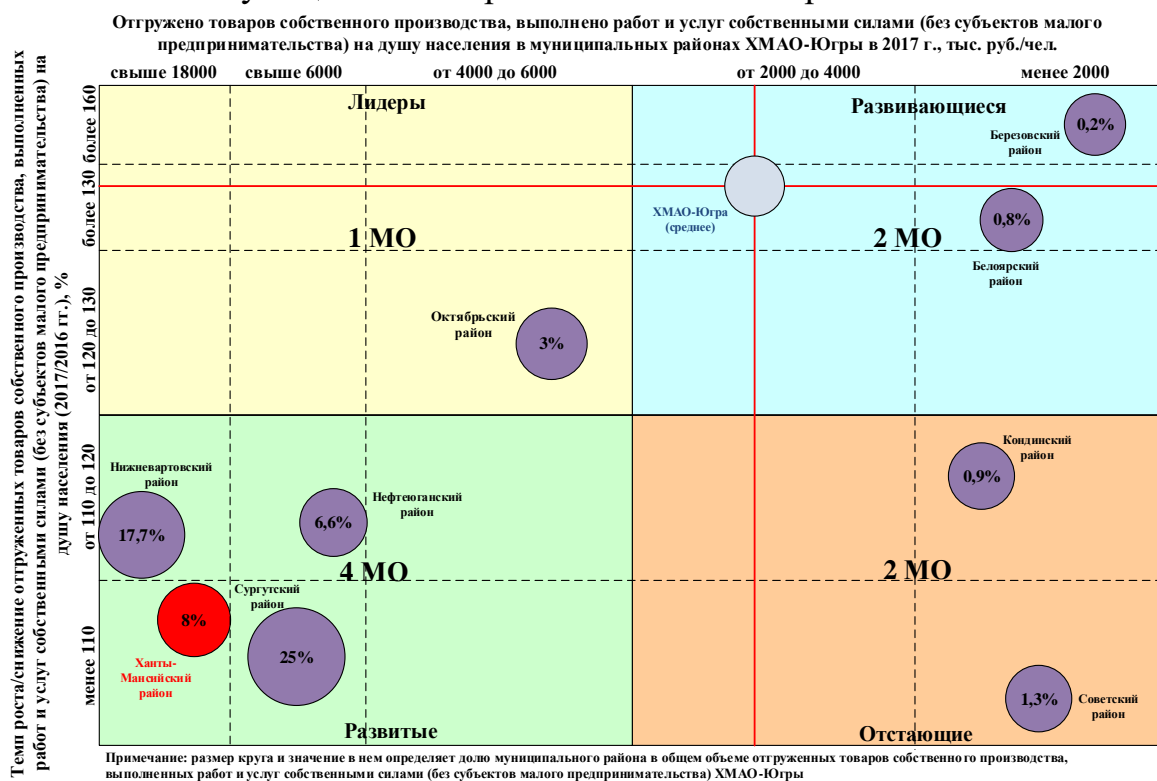 Отгружено товаров собственного производства, выполнено работ и услуг собственными силами (без субъектов малого
предпринимательства) на душу населения в муниципальных районах ХМАО-Югры в 2017 г., тыс. руб./чел.
свыше 18000 свыше 6000 от 4000 до 6000 от 2000 до 4000 менее 2000
Темп роста/снижение отгруженных товаров собственного производства, выполненных
работ и услуг собственными силами (без субъектов малого предпринимательства) на
душу населения (2017/2016 гг.), %
более 160
более 130
от 120 до 130
от 110 до 120
менее 110
Лидеры
1 МО
Октябрьский
район
3%
Развивающиеся
Березовский
район
0,2%
ХМАО-Югра
(среднее)
2 МО
0,8%
Белоярский
район
Нижневартовский
район
17,7%
6,6%
Нефтеюганский
район
4 МО
8%
Ханты-
Мансийский
район
Сургутский
район
25%
Развитые
Кондинский
район
0,9%
2 МО
1,3%
Советский
район
Отстающие
Примечание: размер круга и значение в нем определяет долю муниципального района в общем объеме отгруженных товаров собственного производства,
выполненных работ и услуг собственными силами (без субъектов малого предпринимательства) ХМАО-Югры